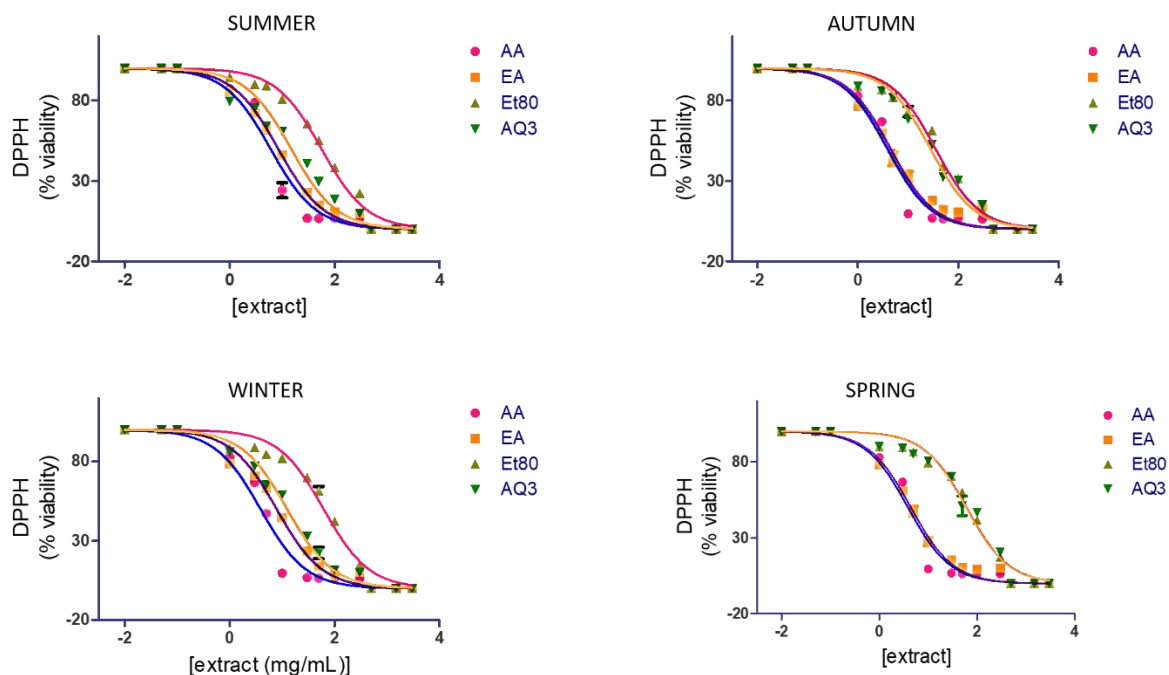 SUMMER
DPPH
(% viability)
80
30
-20
-2
0
2
4
[extract]
AA
EA
Et80
AQ3
AUTUMN
DPPH
(% viability)
80
30
-20
-2
0
2
4
[extract]
AA
EA
Et80
AQ3
WINTER
DPPH
(% viability)
80
30
-20
-2
0
2
4
[extract (mg/mL)]
AA
EA
Et80
AQ3
SPRING
DPPH
(% viability)
80
30
-20
-2
0
2
4
[extract]
AA
EA
Et80
AQ3